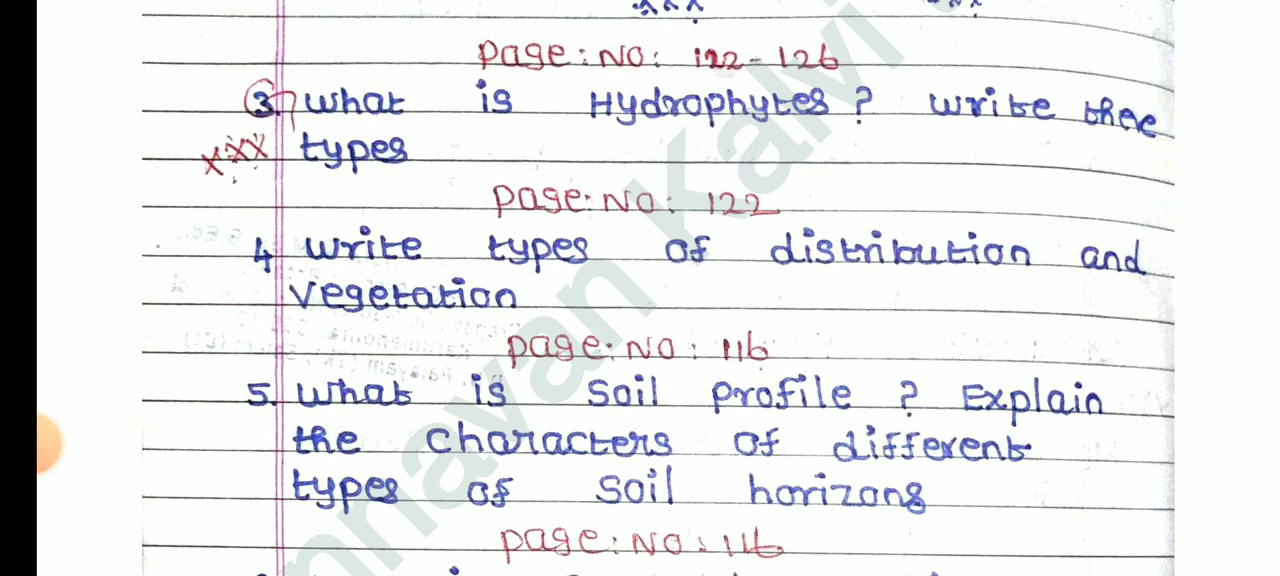 page: No: 122 - 126
3. What is Hydrophytes? Write thee
xxx types
page: No: 122
4 Write types of distribution and
vegetation
page: No: 116
5. What is Soil profile? Explain
the characters of different
types of Soil horizons
page: No: 116